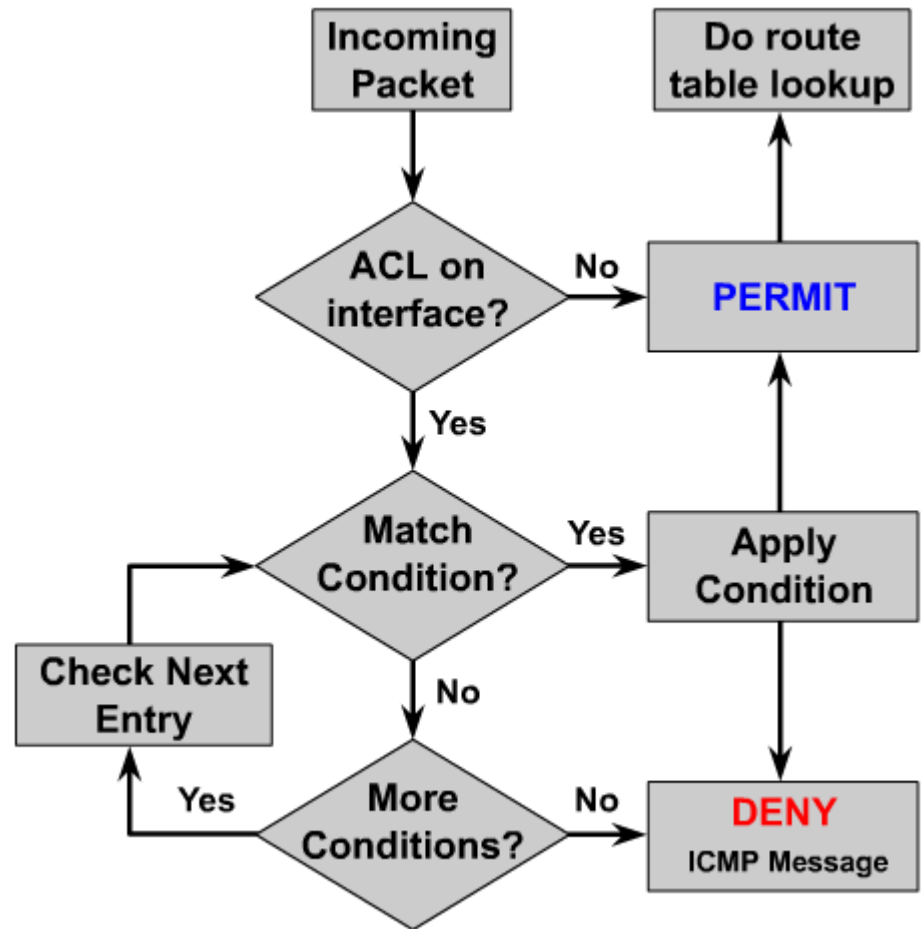 Incoming
Packet
Do route
table lookup
ACL on
interface?
No
PERMIT
Yes
Match
Condition?
Yes
Apply
Condition
Check Next
Entry
No
Yes
More
Conditions?
No
DENY
ICMP Message